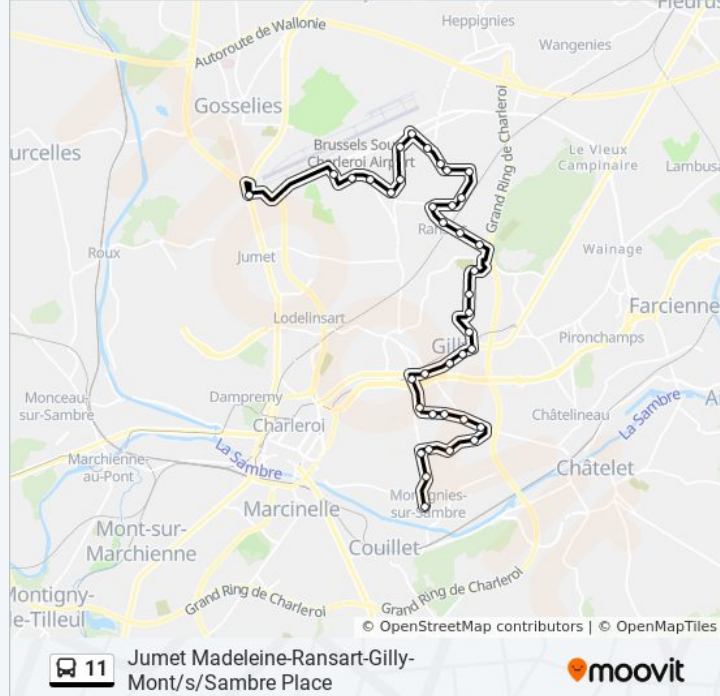 Fleurus
Heppignies
Autoroute de Wallonie
Wangenies
Gosselies
Grand Ring de Charleroi
Brussels Sou
Charleroi Airport
urcelles
Le Vieux
Campinaire
Lambusa
Ran
Roux
Wainage
Jumet
Farcienne
Lodelinsart
Gill
Pironchamps
Monceau-
sur-Sambre
Dampremy
La Sambre
Châtelineau
Charleroi
Marchienne-
au-Pont
La Sambre
Châtelet
Marcinelle
Montignies-
sur-Sambre
Mont-sur-
Marchienne
Couillet
Montigny-
le-Tilleul
Grand Ring de Charleroi
Grand Ring de Charleroi
© OpenStreetMap contributors | © OpenMapTiles
11
Jumet Madeleine-Ransart-Gilly-
Mont/s/Sambre Place
moovit